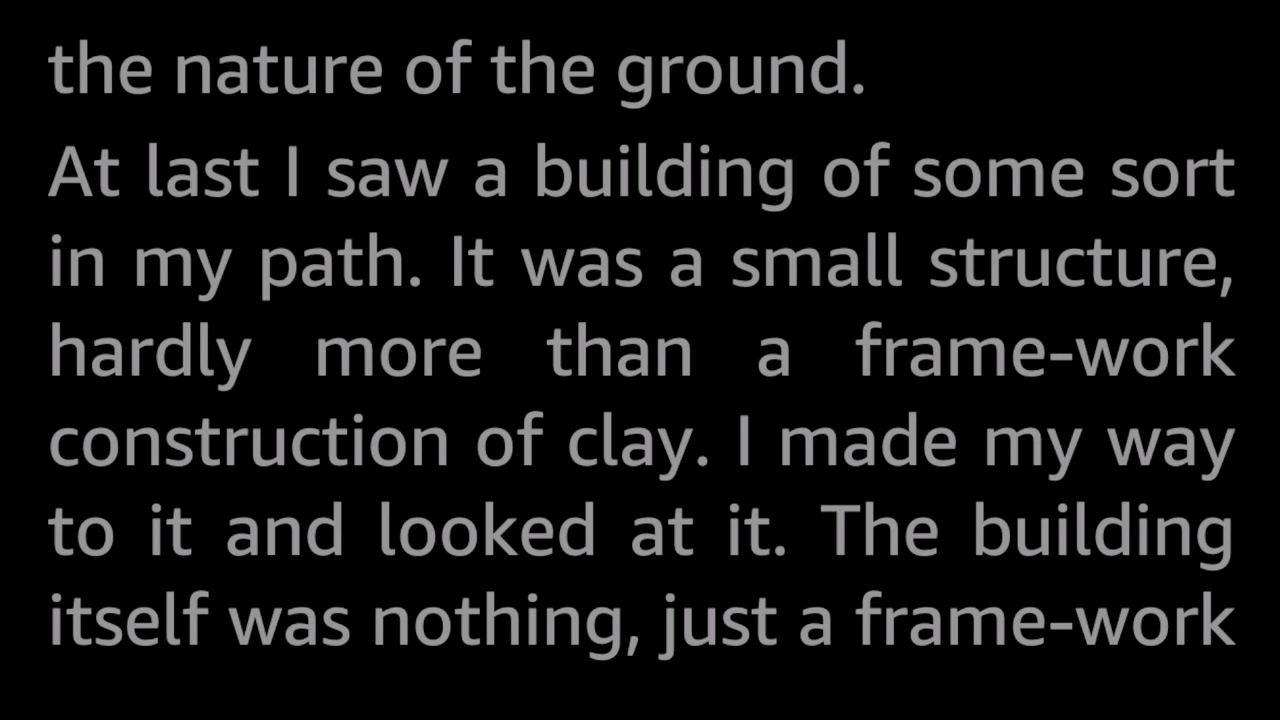 the nature of the ground.
At last I saw a building of some sort
in my path. It was a small structure,
hardly more than a frame-work
construction of clay. I made my way
to it and looked at it. The building
itself was nothing, just a frame-work